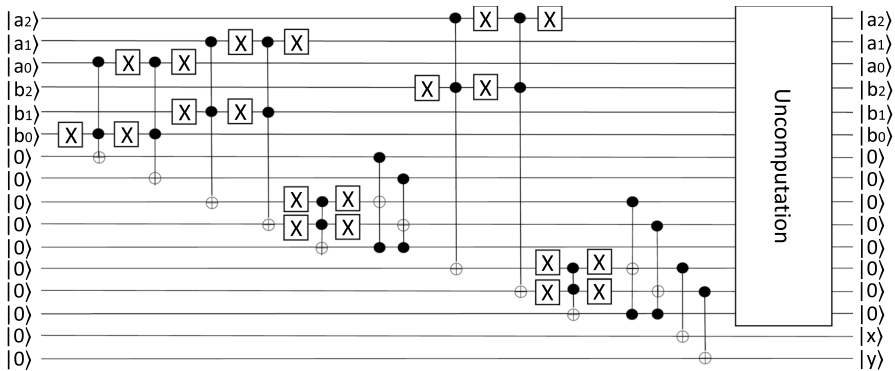 |a2⟩ X X |a2⟩
|a1⟩ X X |a1⟩
|a0⟩ X X |a0⟩
|b2⟩ X X |b2⟩
|b1⟩ X X |b1⟩
|b0⟩ X X |b0⟩
|0⟩ |0⟩
|0⟩ |0⟩
|0⟩ X X |0⟩
|0⟩ X X |0⟩
|0⟩ |0⟩
|0⟩ X X |0⟩
|0⟩ X X |0⟩
|0⟩ |0⟩
|0⟩ |x⟩
|0⟩ |y⟩
Uncomputation